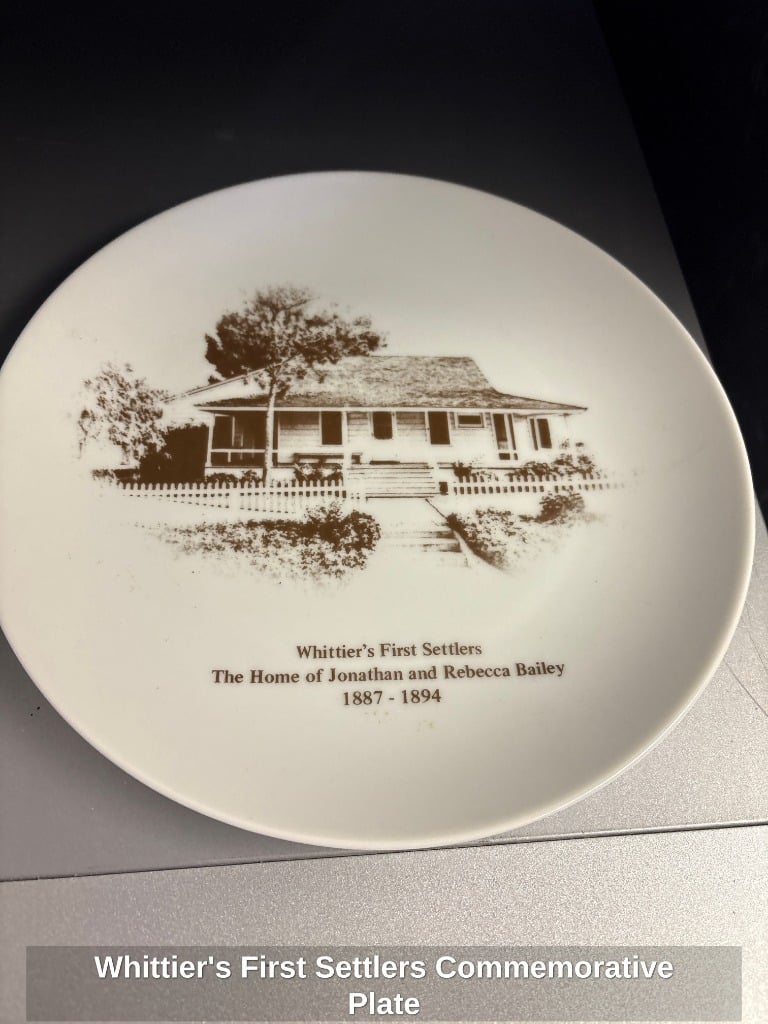 Whittier's First Settlers
The Home of Jonathan and Rebecca Bailey
1887 - 1894
Whittier's First Settlers Commemorative
Plate